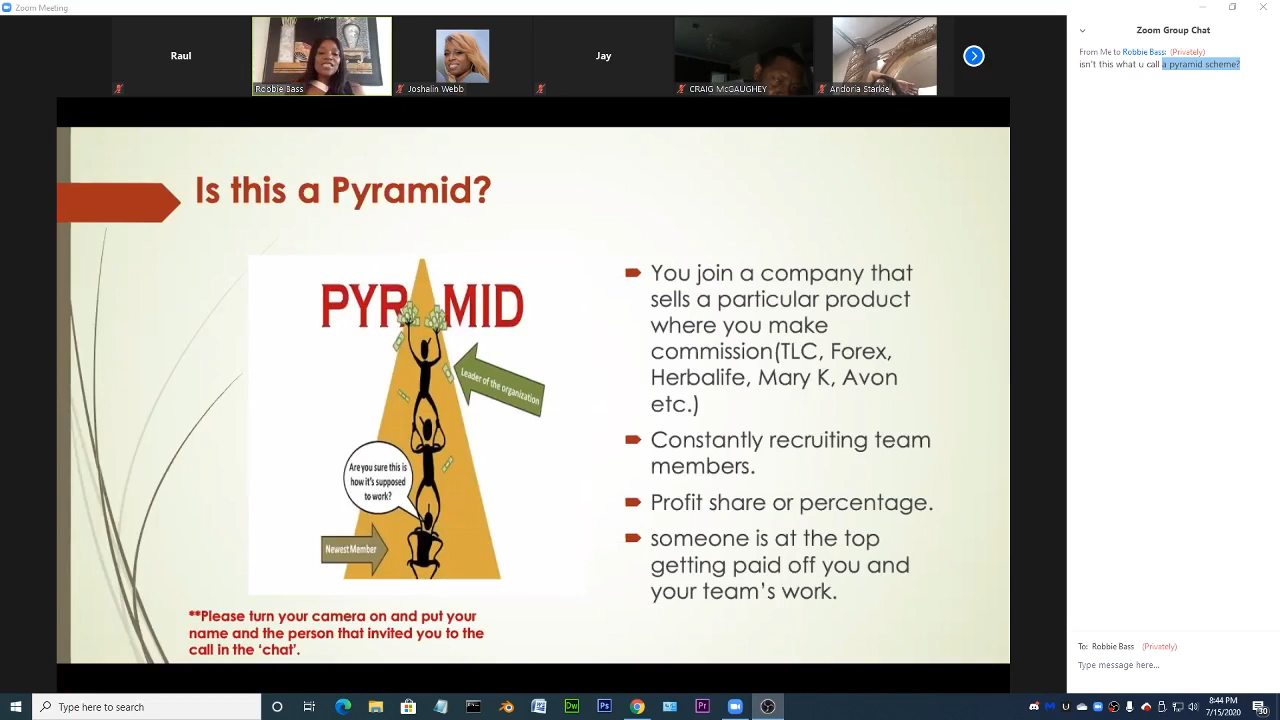 Zoom Meeting
Raul
Robbie Bass
Joshalin Webb
Jay
CRAIG McGAUGHEY
Andoria Starkie
Is this a Pyramid?
PYR MID
Leader of the organization
Are you sure this is
how it's supposed
to work?
Newest Member
You join a company that
sells a particular product
where you make
commission(TLC, Forex,
Herbalife, Mary K, Avon
etc.)
Constantly recruiting team
members.
Profit share or percentage.
someone is at the top
getting paid off you and
your team's work.
**Please turn your camera on and put your
name and the person that invited you to the
call in the 'chat'.
Zoom Group Chat
From Me to Robbie Bass: (Privately)
isn't this what u call a pyramid scheme?
To: Robbie Bass (Privately)
Type message here...
Type here to search
Dw
Ps
Pr
8:44 PM
7/15/2020